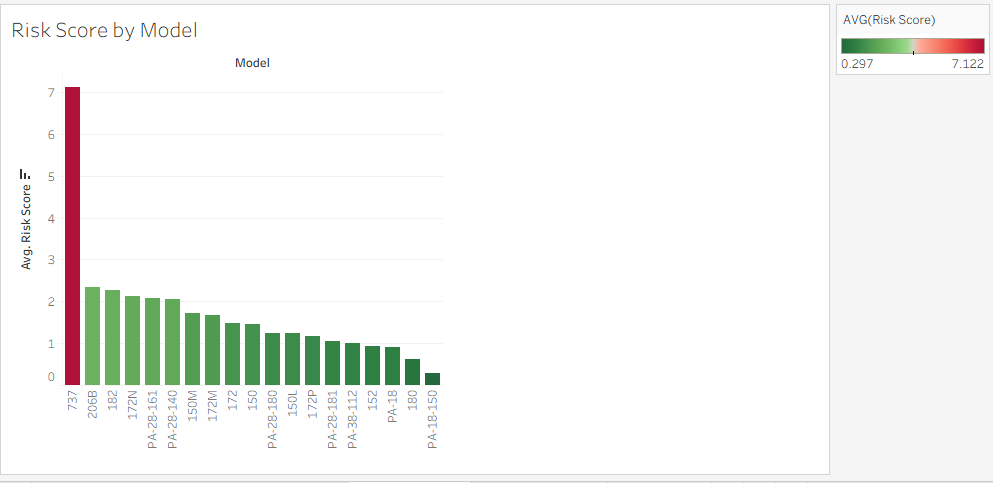 Risk Score by Model
AVG(Risk Score)
0.297 7.122
Model
Avg. Risk Score
7
6
5
4
3
2
1
0
737
206B
182
172N
PA-28-161
PA-28-140
150M
172M
172
150
PA-28-180
150L
172P
PA-28-181
PA-38-112
152
PA-18
180
PA-18-150